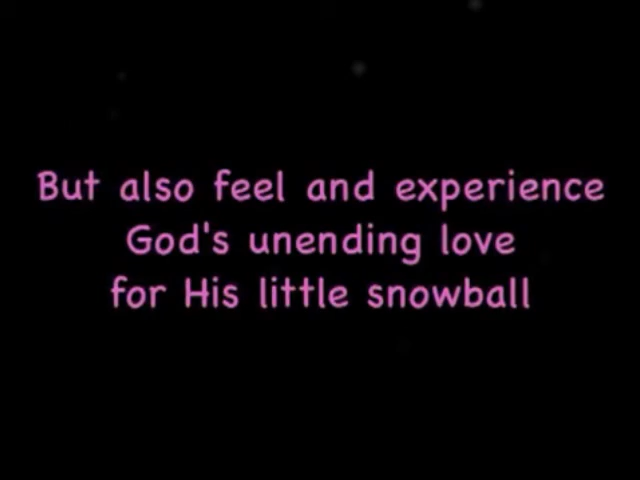 But also feel and experience
God's unending love
for His little snowball